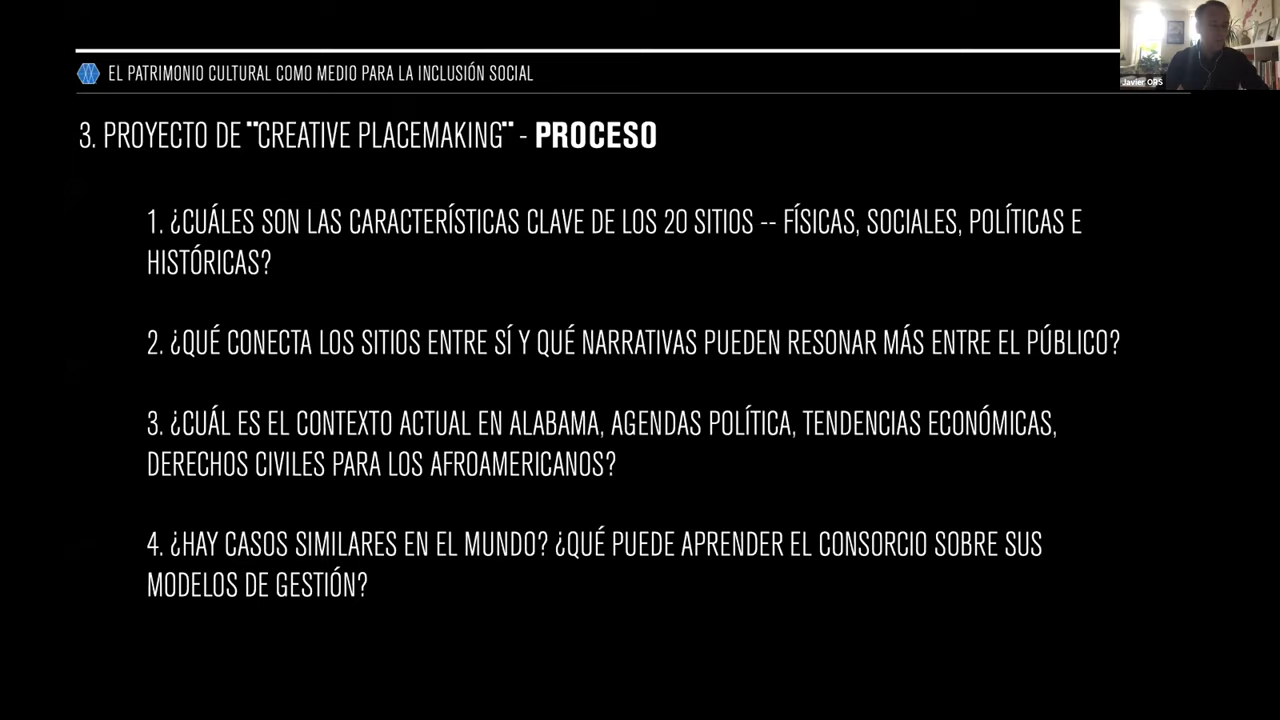 EL PATRIMONIO CULTURAL COMO MEDIO PARA LA INCLUSIÓN SOCIAL
Javier ORS
3. PROYECTO DE ¨CREATIVE PLACEMAKING¨ - PROCESO
1. ¿CUÁLES SON LAS CARACTERÍSTICAS CLAVE DE LOS 20 SITIOS -- FÍSICAS, SOCIALES, POLÍTICAS E
HISTÓRICAS?
2. ¿QUÉ CONECTA LOS SITIOS ENTRE SÍ Y QUÉ NARRATIVAS PUEDEN RESONAR MÁS ENTRE EL PÚBLICO?
3. ¿CUÁL ES EL CONTEXTO ACTUAL EN ALABAMA, AGENDAS POLÍTICA, TENDENCIAS ECONÓMICAS,
DERECHOS CIVILES PARA LOS AFROAMERICANOS?
4. ¿HAY CASOS SIMILARES EN EL MUNDO? ¿QUÉ PUEDE APRENDER EL CONSORCIO SOBRE SUS
MODELOS DE GESTIÓN?